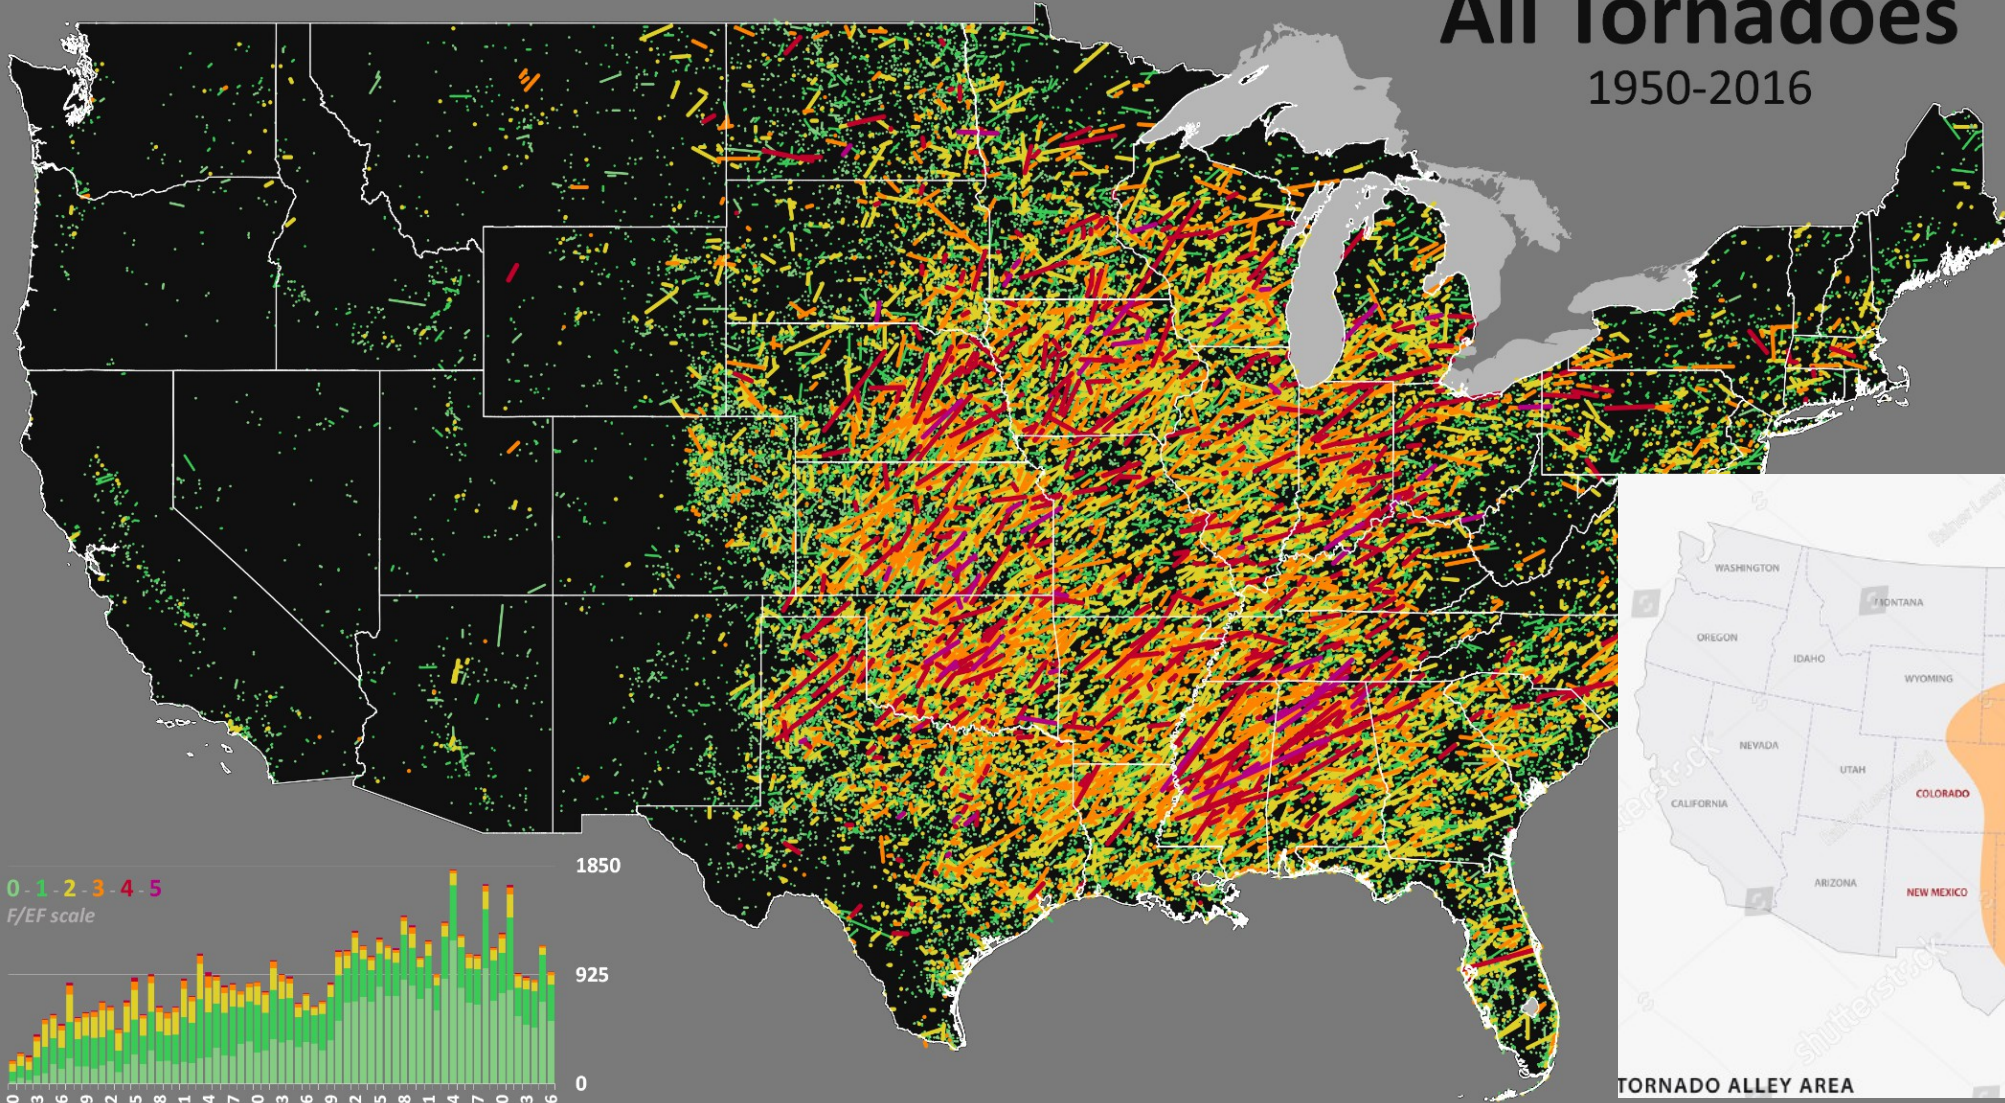 All Tornadoes
1950-2016
1850
0 - 1 - 2 - 3 - 4 - 5
F/EF scale
925
0
WASHINGTON
MONTANA
OREGON
IDAHO
WYOMING
NEVADA
UTAH
COLORADO
CALIFORNIA
ARIZONA
NEW MEXICO
shutterstock
TORNADO ALLEY AREA